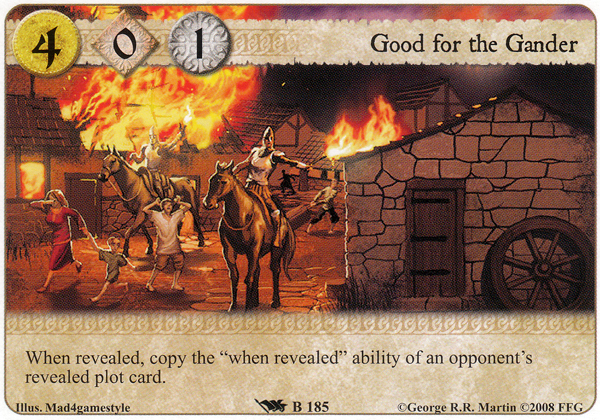 4 0 1 Good for the Gander
When revealed, copy the “when revealed” ability of an opponent’s
revealed plot card.
Illus. Mad4gamestyle B 185 ©George R.R. Martin ©2008 FFG